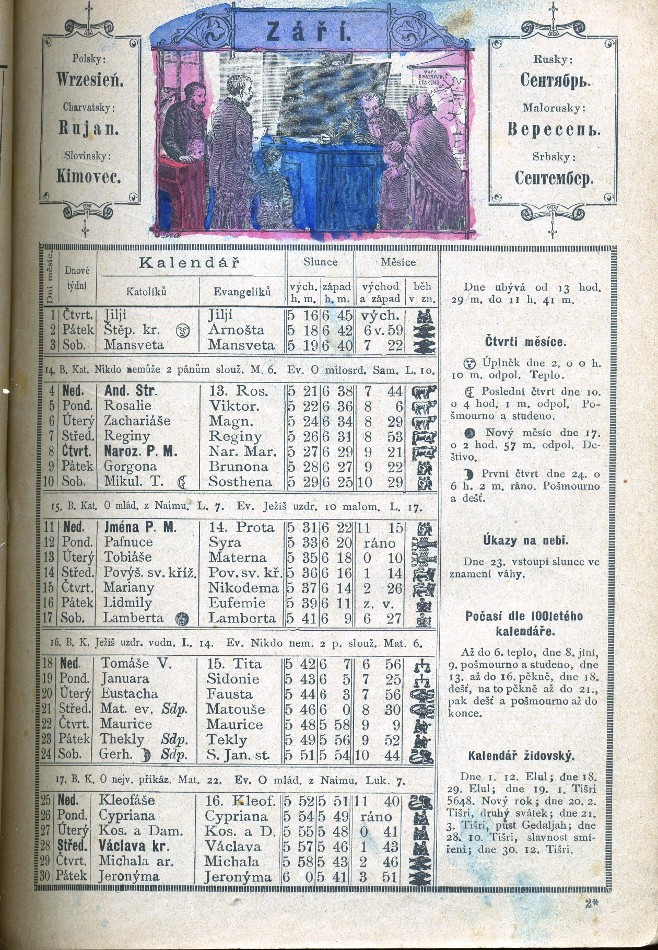 Září.
Polsky:
Wrzesień.
Charvatsky:
Rujan.
Slovinsky:
Kimovec.
Rusky:
Сентябрь.
Malorusky:
Вересень.
Srbsky:
Септембер.
Dni měsíc.
Dnové týdní
Kalendář
Katolíků
Evangelíků
Slunce
vých. h. m.
západ h. m.
Měsíce
východ a západ
běh v zn.
1 Čtvrt. Jiljí Jiljí 5 16 6 45 vých.
2 Pátek Štěp. kr. Arnošta 5 18 6 42 6 v. 59
3 Sob. Mansveta Mansveta 5 19 6 40 7 22
14. B. Kat. Nikdo nemůže 2 pánům slouž. M. 6. Ev. O milosrd. Sam. L. 10.
4 Ned. And. Str. 13. Ros. 5 21 6 38 7 44
5 Pond. Rosalie Viktor. 5 22 6 36 8 6
6 Úterý Zachariáše Magn. 5 24 6 34 8 29
7 Střed. Reginy Reginy 5 26 6 31 8 53
8 Čtvrt. Naroz. P. M. Nar. Mar. 5 27 6 29 9 21
9 Pátek Gorgona Brunona 5 28 6 27 9 22
10 Sob. Mikul. T. Sosthena 5 29 6 25 10 29
15. B. Kat. O mlád. z Naimu. L. 7. Ev. Ježíš uzdr. 10 malom. L. 17.
11 Ned. Jména P. M. 14. Prota 5 31 6 22 11 15
12 Pond. Pafnuce Syra 5 33 6 20 ráno
13 Úterý Tobiáše Materna 5 35 6 18 0 10
14 Střed. Povýš. sv. kříž. Pov. sv. kř. 5 36 6 16 1 14
15 Čtvrt. Mariany Nikodema 5 37 6 14 2 26
16 Pátek Lidmily Eufemie 5 39 6 11 z. v.
17 Sob. Lamberta Lamberta 5 41 6 9 6 27
16. B. K. Ježíš uzdr. vodn. L. 14. Ev. Nikdo nem. 2 p. slouž. Mat. 6.
18 Ned. Tomáše V. 15. Tita 5 42 6 7 6 56
19 Pond. Januara Sidonie 5 43 6 5 7 25
20 Úterý Eustacha Fausta 5 44 6 3 7 56
21 Střed. Mat. ev. Sdp. Matouše 5 46 6 0 8 30
22 Čtvrt. Maurice Maurice 5 48 5 58 9 9
23 Pátek Thekly Sdp. Tekly 5 49 5 56 9 52
24 Sob. Gerh. Sdp. S. Jan. st. 5 51 5 54 10 44
17. B. K. O nejv. přikáz. Mat. 22. Ev. O mlád. z Naimu. Luk. 7.
25 Ned. Kleofáše 16. Kleof. 5 52 5 51 11 40
26 Pond. Cypriana Cypriana 5 54 5 49 ráno
27 Úterý Kos. a Dam. Kos. a D. 5 55 5 48 0 41
28 Střed. Václava kr. Václava 5 57 5 46 1 43
29 Čtvrt. Michala ar. Michala 5 58 5 43 2 46
30 Pátek Jeronýma Jeronýma 6 0 5 41 3 51
Dne ubývá od 13 hod.
29 m. do 11 h. 41 m.
Čtvrti měsíce.
Úplněk dne 2, o 0 h.
10 m. odpol. Teplo.
Poslední čtvrt dne 10.
o 4 hod, 1 m, odpol, Po-
šmourno a studeno.
Nový měsíc dne 17.
o 2 hod. 57 m. odpol, De-
štivo.
První čtvrt dne 24. o
6 h. 2 m. ráno. Pošmourno
a déšť.
Úkazy na nebi.
Dne 23. vstoupí slunce ve
znamení váhy.
Počasí dle 100letého
kalendáře.
Až do 6. teplo, dne 8. jíní,
9. pošmourno a studeno, dne
13. až do 16. pěkně, dne 18.
déšť, na to pěkně až do 21.,
pak déšť a pošmourno až do
konce.
Kalendář židovský.
Dne 1. 12. Elul; dne 18.
29. Elul; dne 19. 1. Tišri
5648. Nový rok; dne 20. 2.
Tišri, druhý svátek; dne 21.
3. Tišri, půst Gedaljah; dne
28. 10. Tišri, slavnost smí-
ření; dne 30. 12. Tišri.
2*